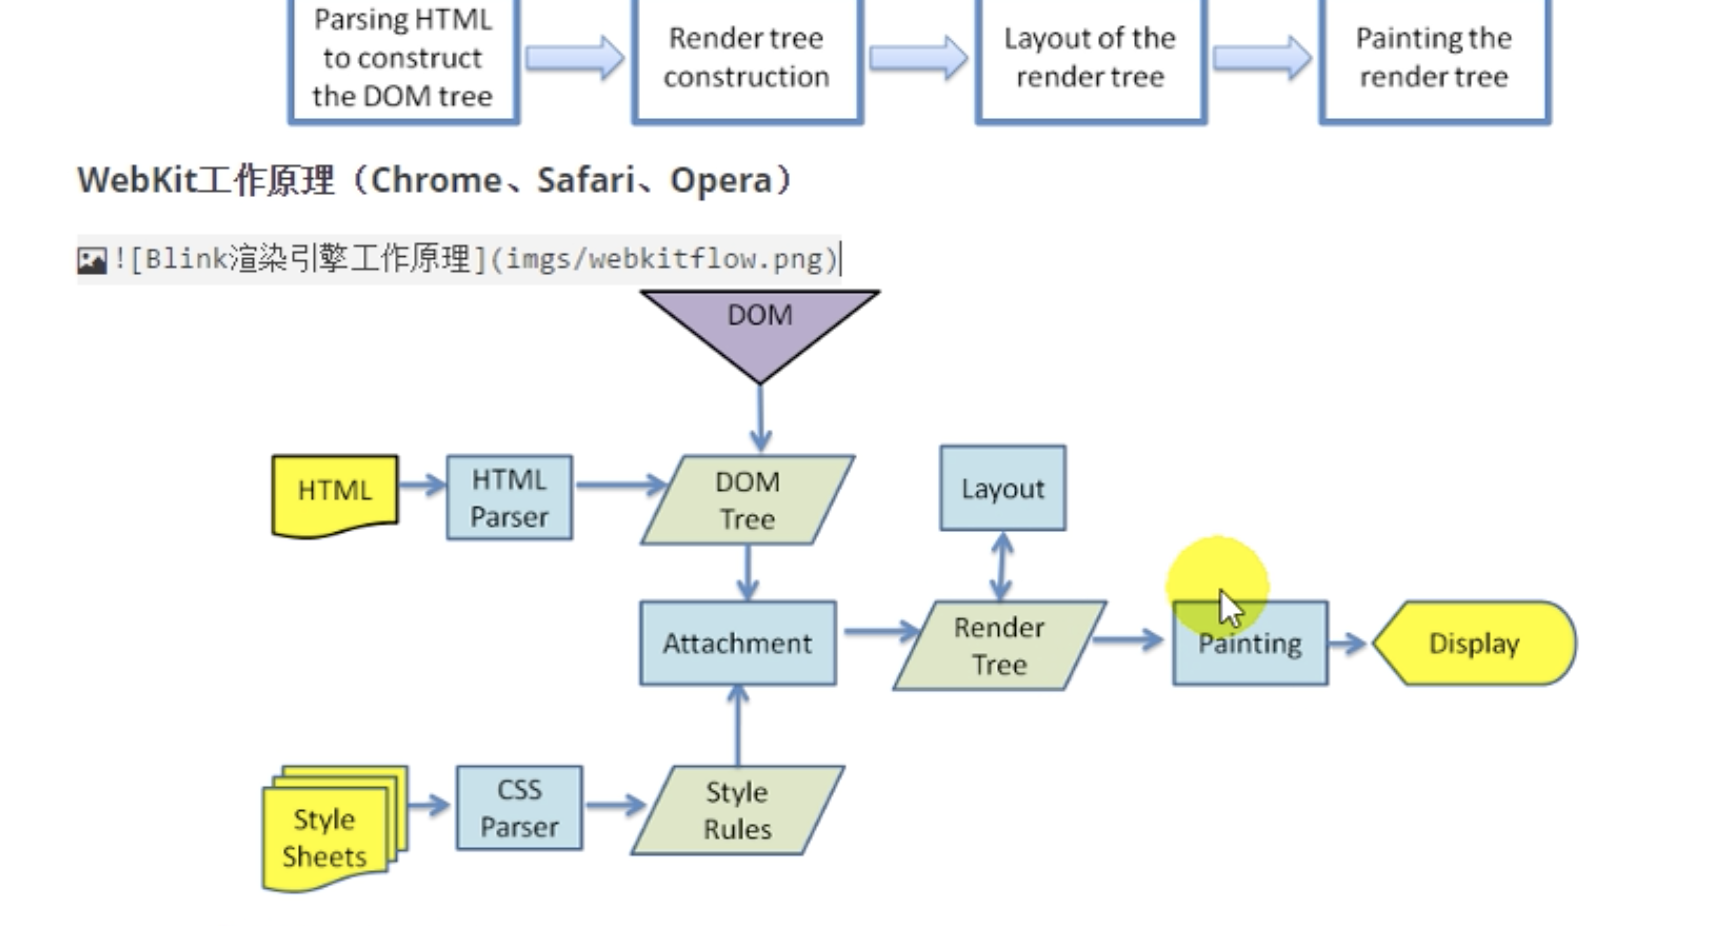 Parsing HTML
to construct
the DOM tree
Render tree
construction
Layout of the
render tree
Painting the
render tree
WebKit工作原理（Chrome、Safari、Opera）
![Blink渲染引擎工作原理](imgs/webkitflow.png)
DOM
HTML
HTML
Parser
DOM
Tree
Layout
Attachment
Render
Tree
Painting
Display
Style
Sheets
CSS
Parser
Style
Rules